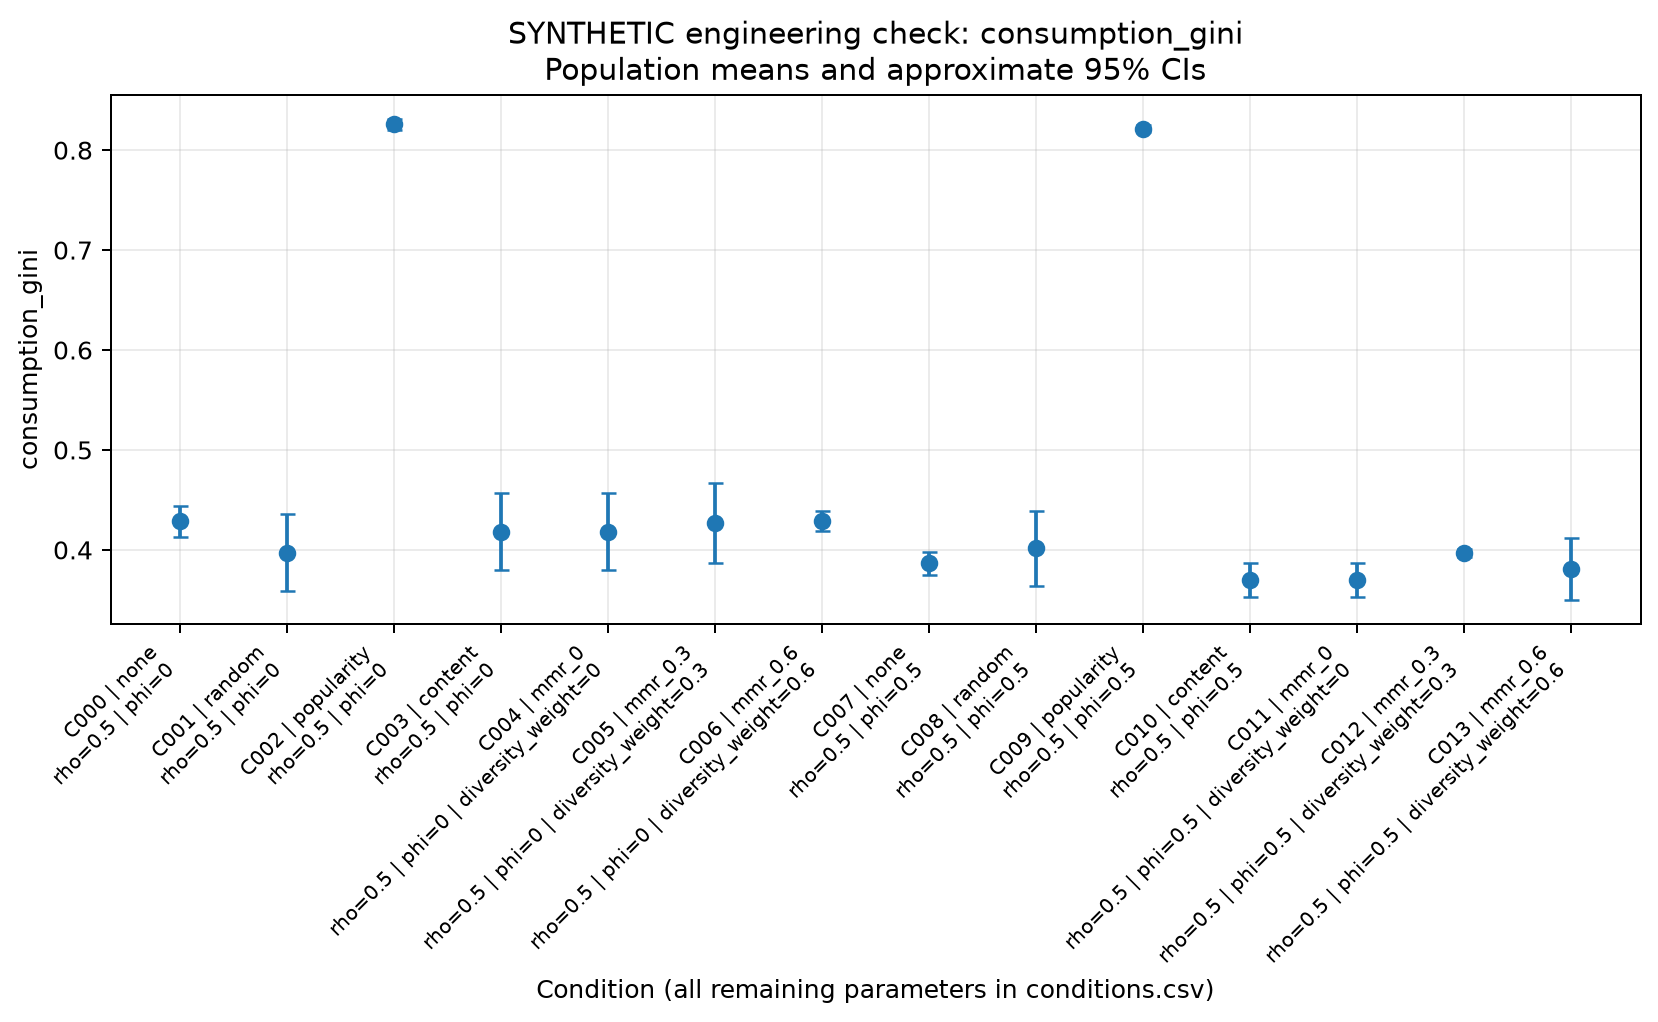 SYNTHETIC engineering check: consumption_gini
Population means and approximate 95% CIs
consumption_gini
0.8
0.7
0.6
0.5
0.4
C000 | none
rho=0.5 | phi=0
C001 | random
rho=0.5 | phi=0
C002 | popularity
rho=0.5 | phi=0
C003 | content
rho=0.5 | phi=0
C004 | mmr_0
rho=0.5 | phi=0 | diversity_weight=0
C005 | mmr_0.3
rho=0.5 | phi=0 | diversity_weight=0.3
C006 | mmr_0.6
rho=0.5 | phi=0 | diversity_weight=0.6
C007 | none
rho=0.5 | phi=0.5
C008 | random
rho=0.5 | phi=0.5
C009 | popularity
rho=0.5 | phi=0.5
C010 | content
rho=0.5 | phi=0.5
C011 | mmr_0
rho=0.5 | phi=0.5 | diversity_weight=0
C012 | mmr_0.3
rho=0.5 | phi=0.5 | diversity_weight=0.3
C013 | mmr_0.6
rho=0.5 | phi=0.5 | diversity_weight=0.6
Condition (all remaining parameters in conditions.csv)